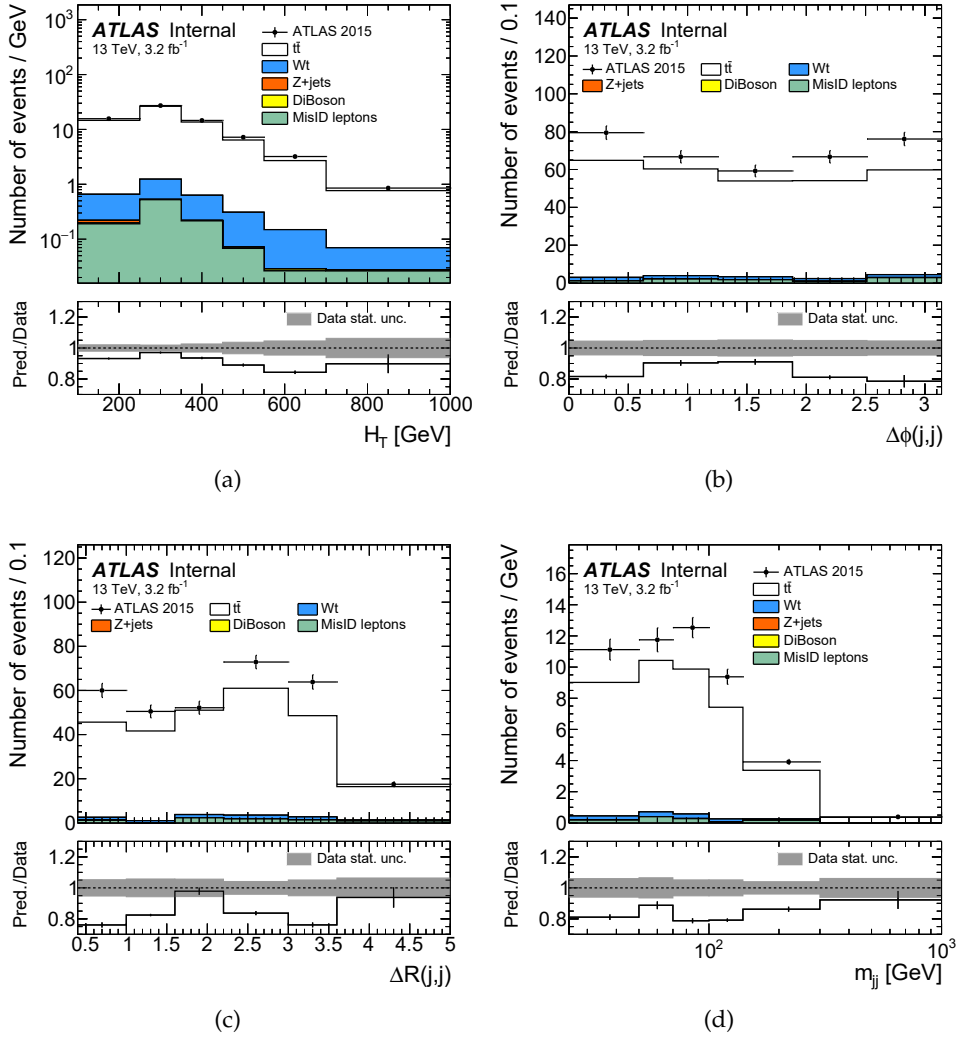 ATLAS Internal
13 TeV, 3.2 fb⁻¹
ATLAS 2015
tt̄
Wt
Z+jets
DiBoson
MisID leptons
Number of events / GeV
10³
10²
10
1
10⁻¹
Data stat. unc.
Pred./Data
1.2
1
0.8
200 400 600 800 1000
H_T [GeV]
(a)
ATLAS Internal
13 TeV, 3.2 fb⁻¹
ATLAS 2015 tt̄ Wt
Z+jets DiBoson MisID leptons
Number of events / 0.1
140
120
100
80
60
40
20
0
Data stat. unc.
Pred./Data
1.2
1
0.8
0 0.5 1 1.5 2 2.5 3
Δϕ(j,j)
(b)
ATLAS Internal
13 TeV, 3.2 fb⁻¹
ATLAS 2015 tt̄ Wt
Z+jets DiBoson MisID leptons
Number of events / 0.1
120
100
80
60
40
20
0
Data stat. unc.
Pred./Data
1.2
1
0.8
0.5 1 1.5 2 2.5 3 3.5 4 4.5 5
ΔR(j,j)
(c)
ATLAS Internal
13 TeV, 3.2 fb⁻¹
ATLAS 2015
tt̄
Wt
Z+jets
DiBoson
MisID leptons
Number of events / GeV
16
14
12
10
8
6
4
2
0
Data stat. unc.
Pred./Data
1.2
1
0.8
10² 10³
m_jj [GeV]
(d)